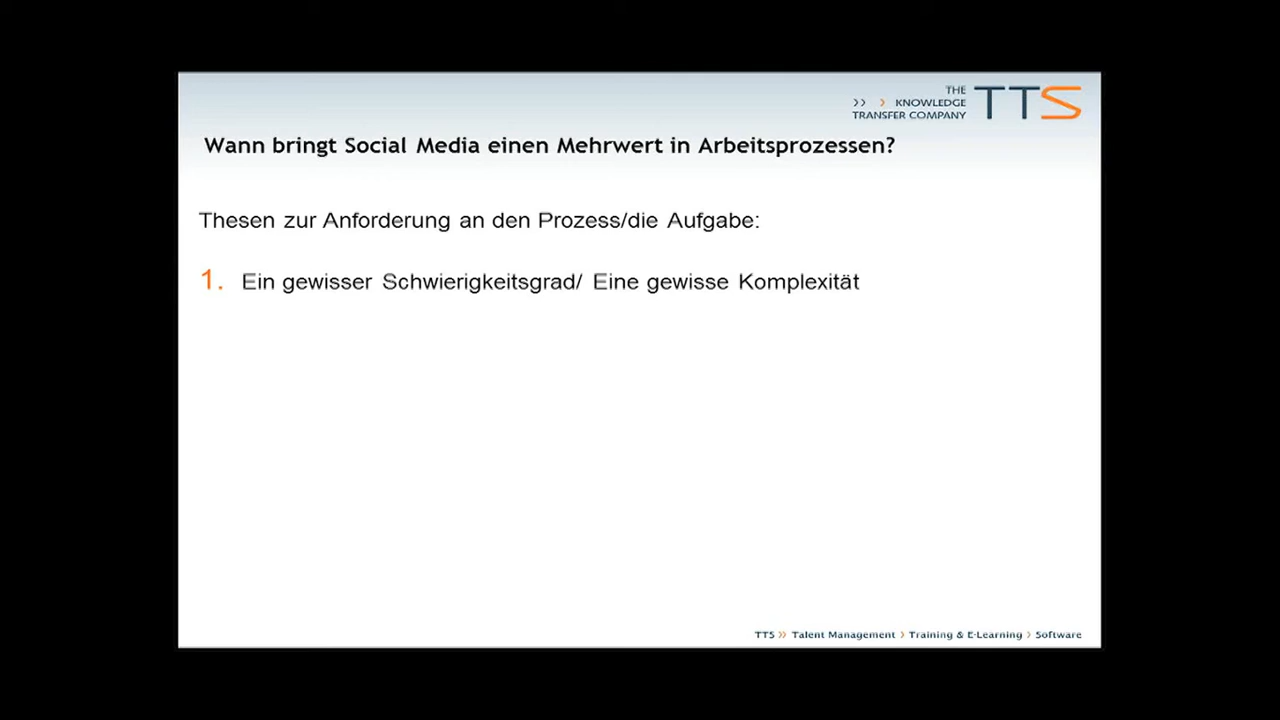 THE
>> > KNOWLEDGE
TRANSFER COMPANY
TTS
Wann bringt Social Media einen Mehrwert in Arbeitsprozessen?
Thesen zur Anforderung an den Prozess/die Aufgabe:
1. Ein gewisser Schwierigkeitsgrad/ Eine gewisse Komplexität
TTS >> Talent Management > Training & E-Learning > Software